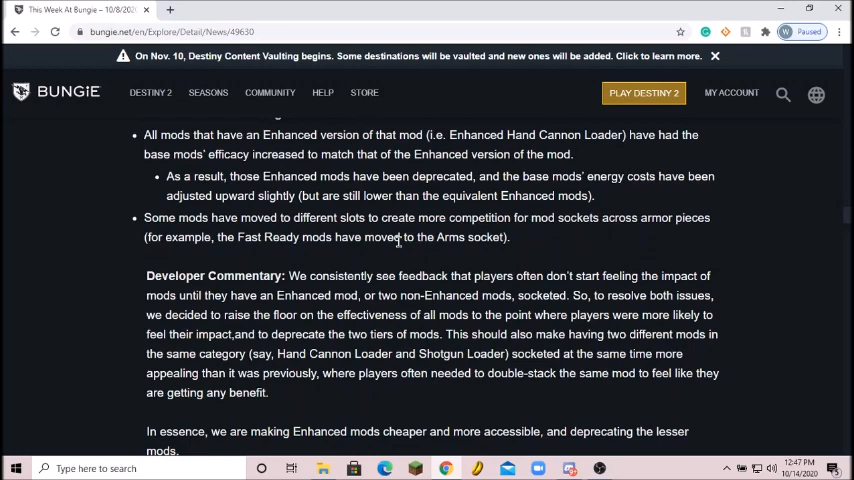 This Week At Bungie - 10/8/2020
bungie.net/en/Explore/Detail/News/49630
Paused
On Nov. 10, Destiny Content Vaulting begins. Some destinations will be vaulted and new ones will be added. Click to learn more.
BUNGIE
DESTINY 2
SEASONS
COMMUNITY
HELP
STORE
PLAY DESTINY 2
MY ACCOUNT
All mods that have an Enhanced version of that mod (i.e. Enhanced Hand Cannon Loader) have had the
base mods' efficacy increased to match that of the Enhanced version of the mod.
As a result, those Enhanced mods have been deprecated, and the base mods' energy costs have been
adjusted upward slightly (but are still lower than the equivalent Enhanced mods).
Some mods have moved to different slots to create more competition for mod sockets across armor pieces
(for example, the Fast Ready mods have moved to the Arms socket).
Developer Commentary: We consistently see feedback that players often don't start feeling the impact of
mods until they have an Enhanced mod, or two non-Enhanced mods, socketed. So, to resolve both issues,
we decided to raise the floor on the effectiveness of all mods to the point where players were more likely to
feel their impact,and to deprecate the two tiers of mods. This should also make having two different mods in
the same category (say, Hand Cannon Loader and Shotgun Loader) socketed at the same time more
appealing than it was previously, where players often needed to double-stack the same mod to feel like they
are getting any benefit.
In essence, we are making Enhanced mods cheaper and more accessible, and deprecating the lesser
mods.
Type here to search
12:47 PM
10/14/2020